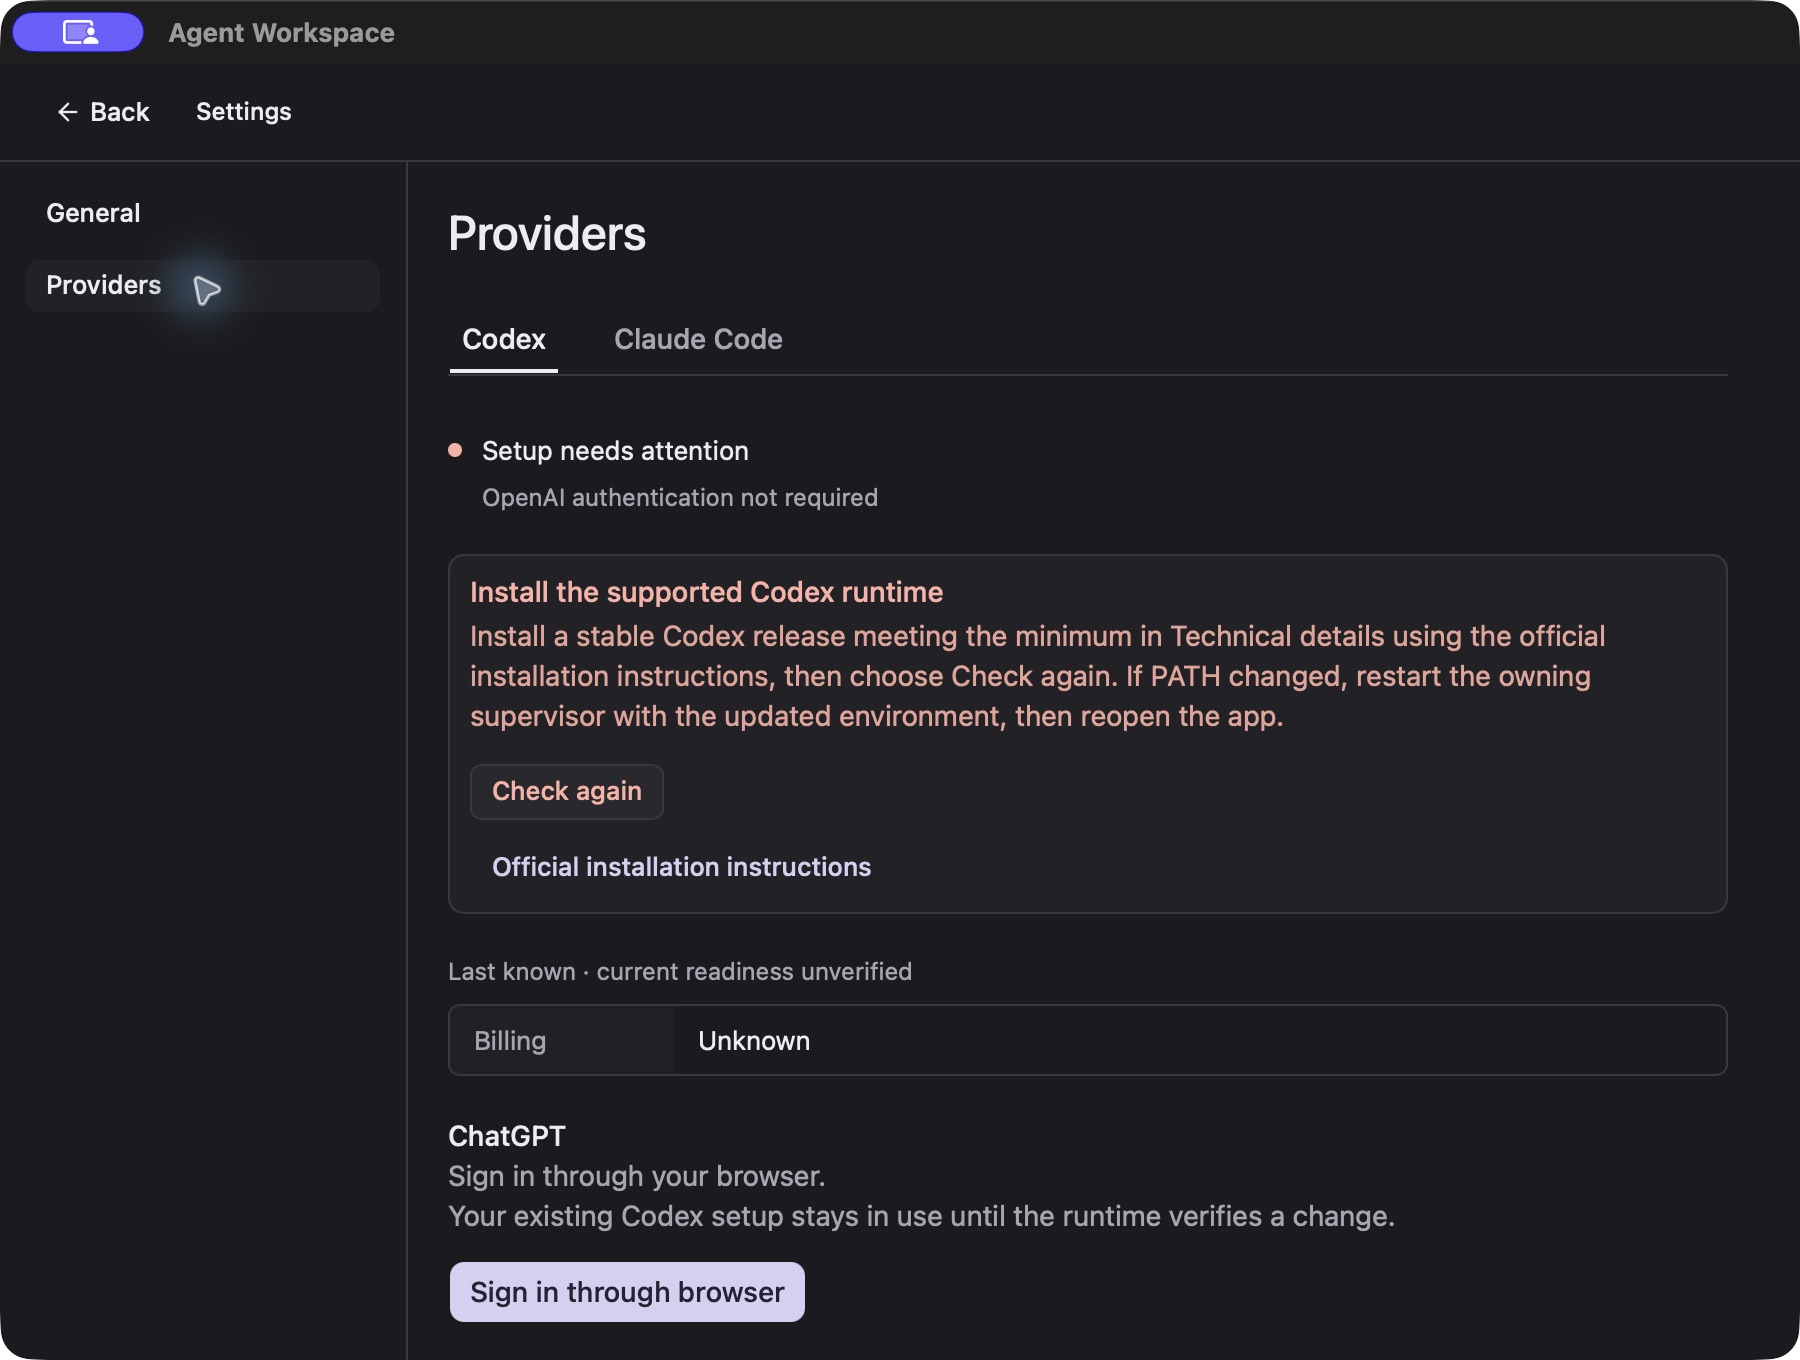 Agent Workspace
← Back
Settings
General
Providers
Providers
Codex
Claude Code
Setup needs attention
OpenAI authentication not required
Install the supported Codex runtime
Install a stable Codex release meeting the minimum in Technical details using the official
installation instructions, then choose Check again. If PATH changed, restart the owning
supervisor with the updated environment, then reopen the app.
Check again
Official installation instructions
Last known · current readiness unverified
Billing
Unknown
ChatGPT
Sign in through your browser.
Your existing Codex setup stays in use until the runtime verifies a change.
Sign in through browser